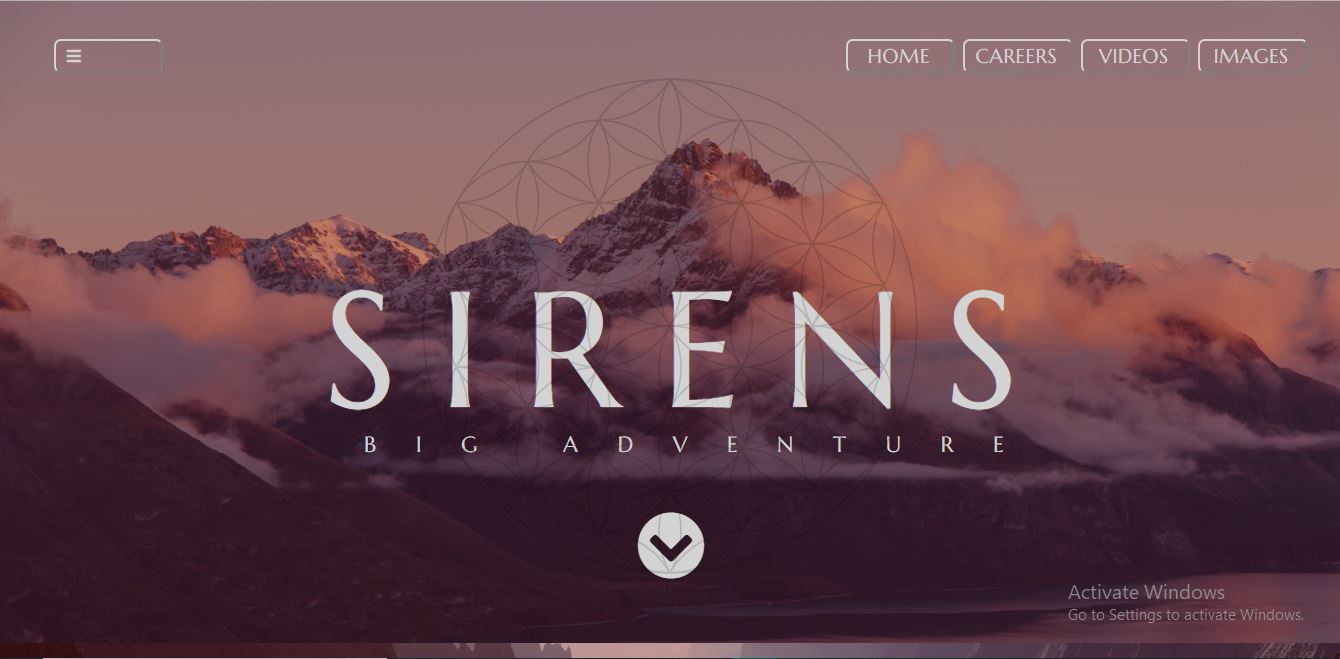 HOME CAREERS VIDEOS IMAGES
SIRENS
BIG ADVENTURE
Activate Windows
Go to Settings to activate Windows.